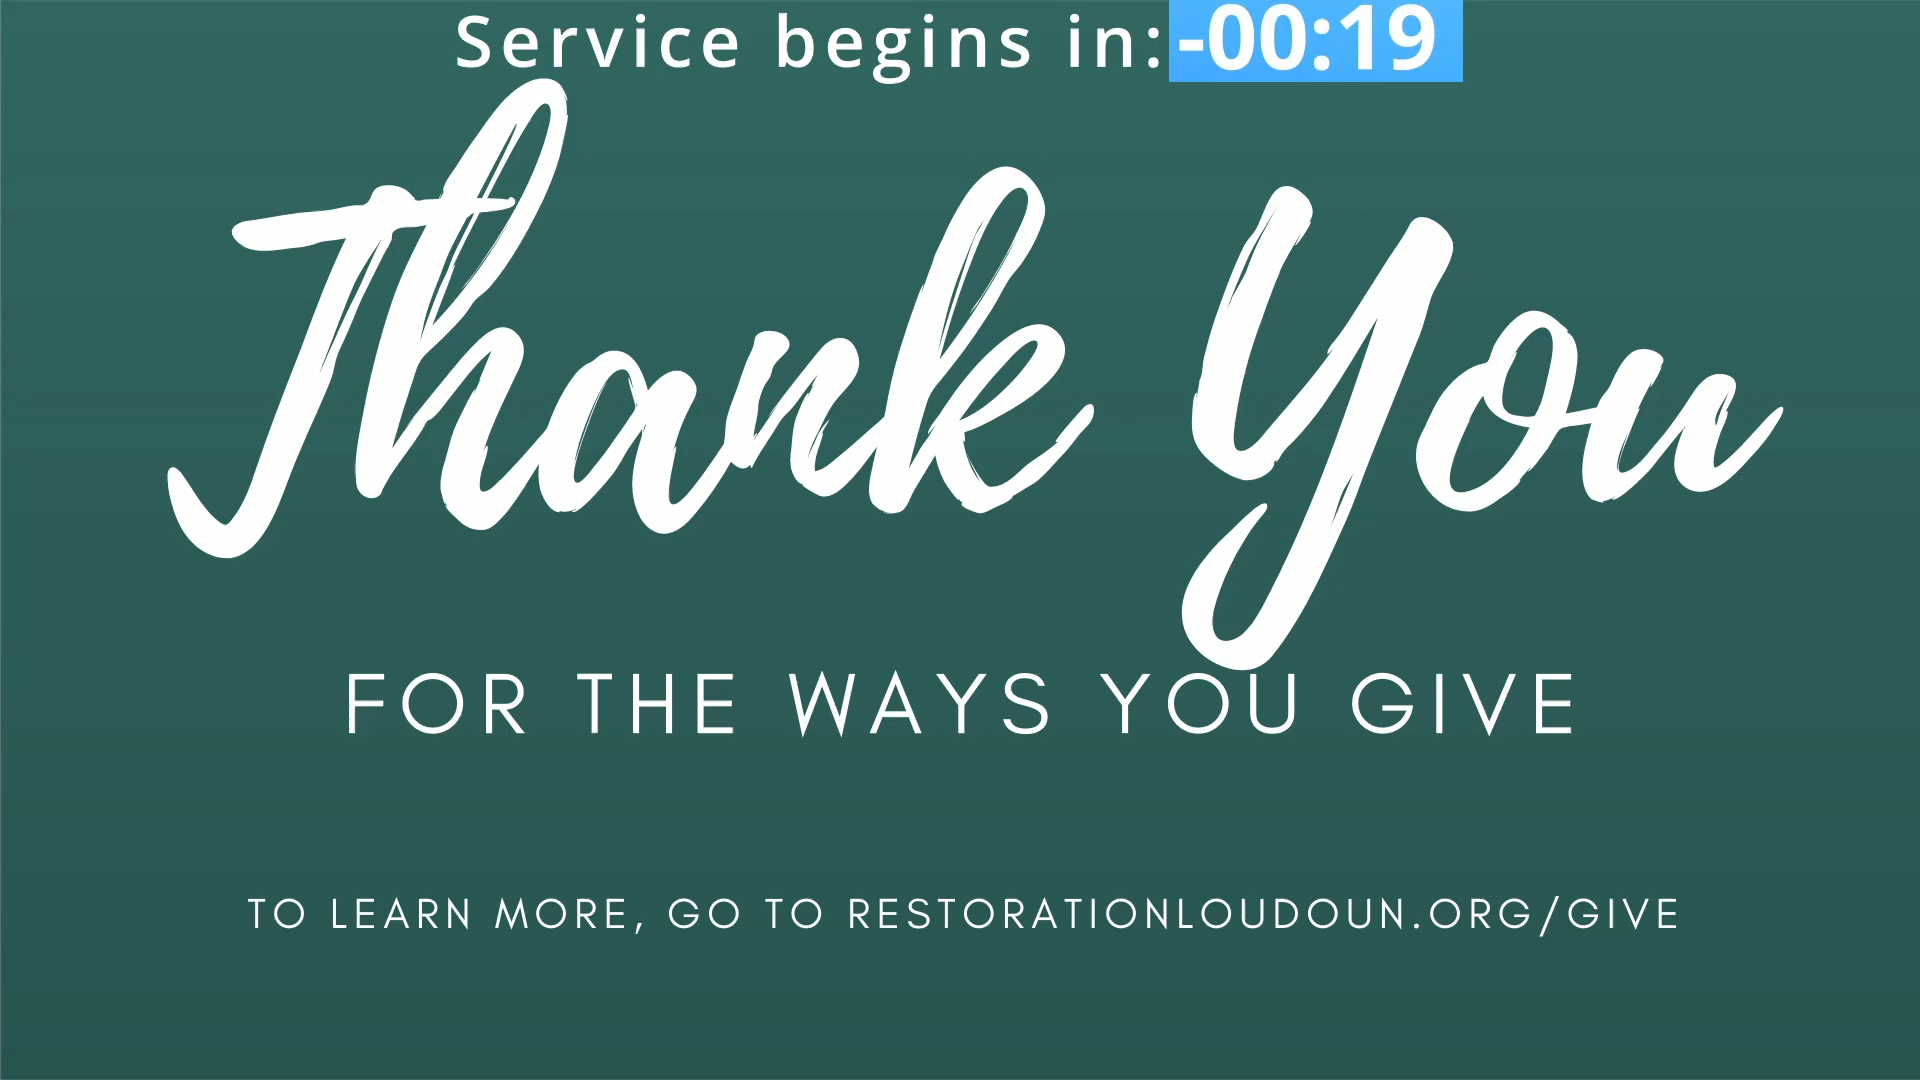 Service begins in: -00:19
Thank You
FOR THE WAYS YOU GIVE
TO LEARN MORE, GO TO RESTORATIONLOUDOUN.ORG/GIVE